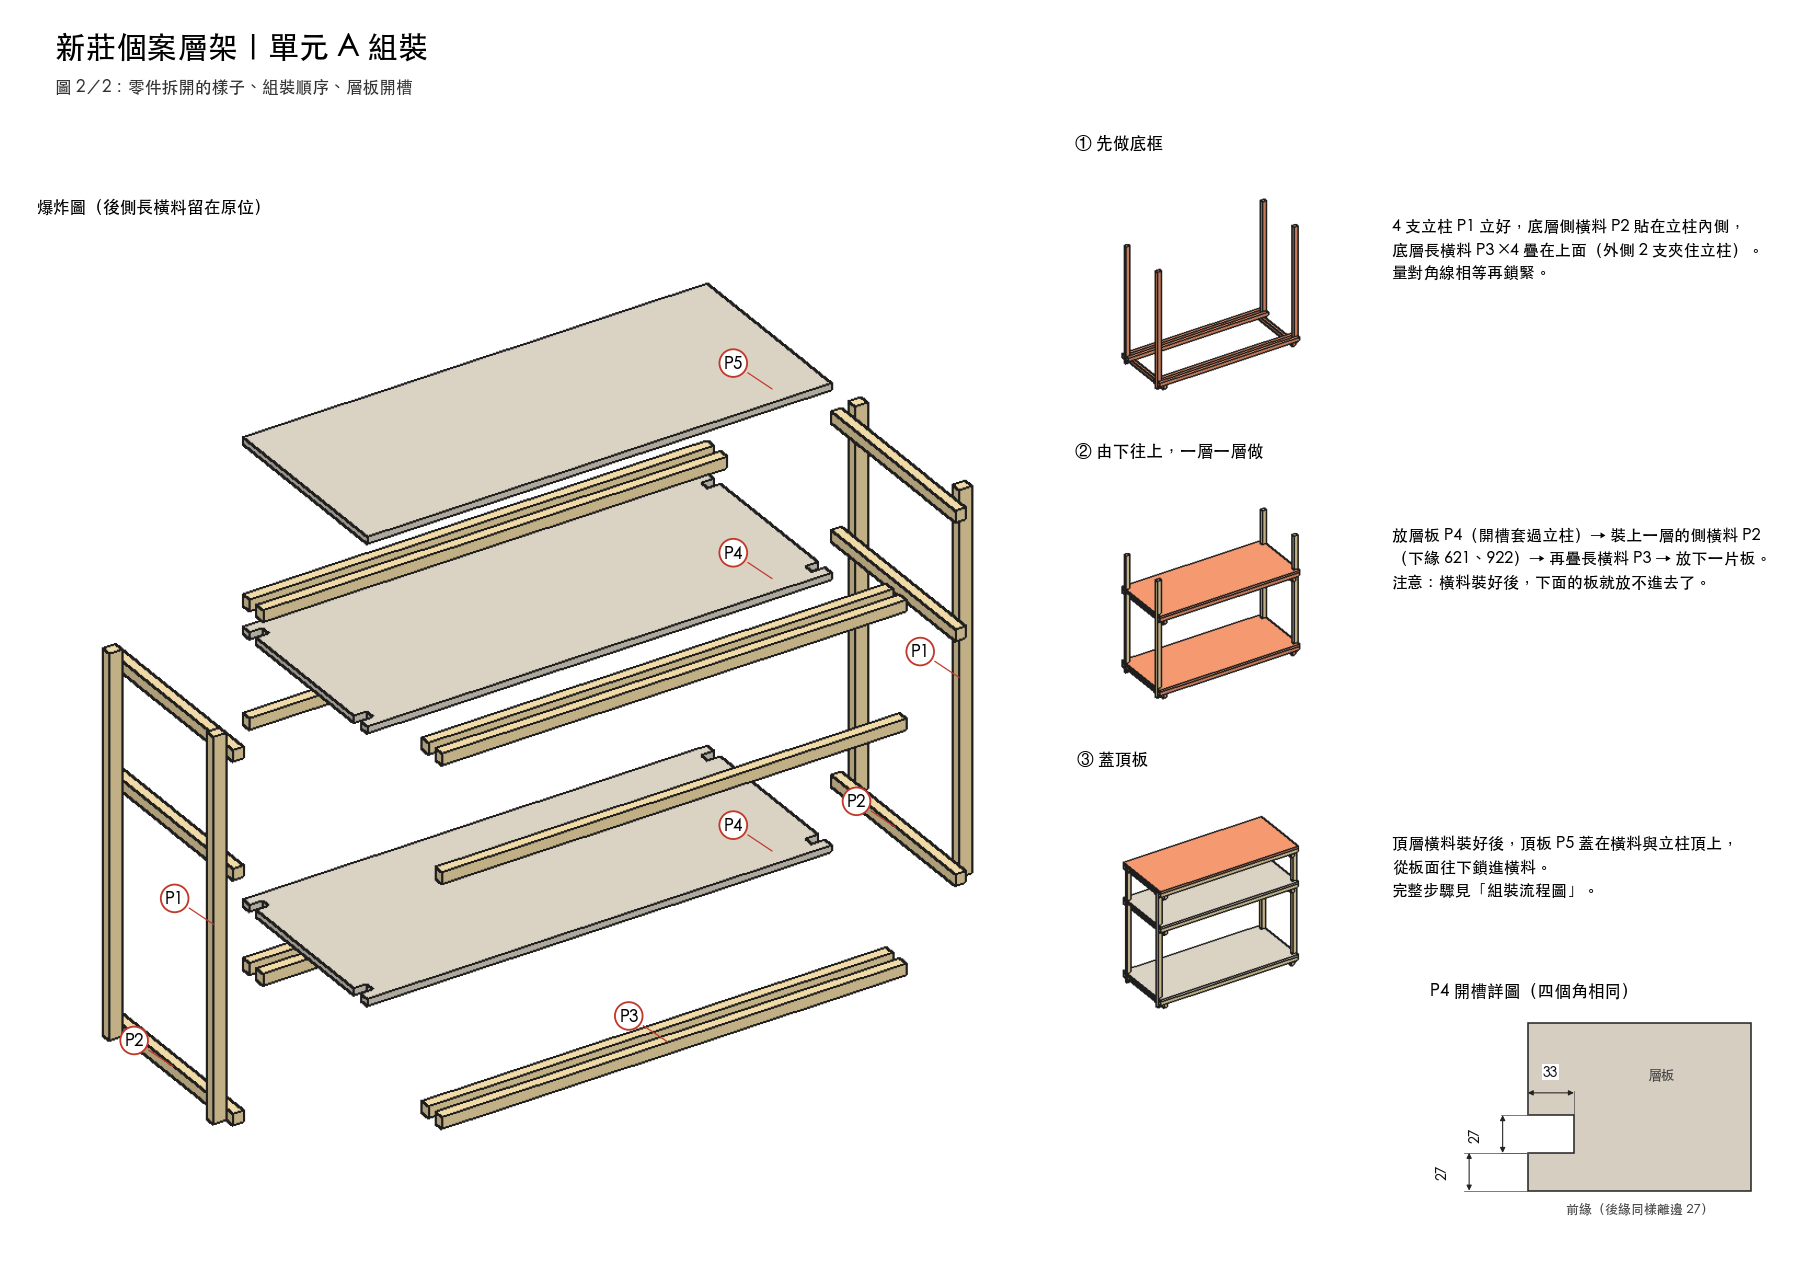 新莊個案層架｜單元 A 組裝
圖 2／2：零件拆開的樣子、組裝順序、層板開槽
爆炸圖（後側長橫料留在原位）
P5
P4
P1
P2
P4
P1
P3
P2
① 先做底框
4 支立柱 P1 立好，底層側橫料 P2 貼在立柱內側，
底層長橫料 P3×4 疊在上面（外側 2 支夾住立柱）。
量對角線相等再鎖緊。
② 由下往上，一層一層做
放層板 P4（開槽套過立柱）→ 裝上一層的側橫料 P2
（下緣 621、922）→ 再疊長橫料 P3 → 放下一片板。
注意：橫料裝好後，下面的板就放不進去了。
③ 蓋頂板
頂層橫料裝好後，頂板 P5 蓋在橫料與立柱頂上，
從板面往下鎖進橫料。
完整步驟見「組裝流程圖」。
P4 開槽詳圖（四個角相同）
33
層板
27
27
前緣（後緣同樣離邊 27）